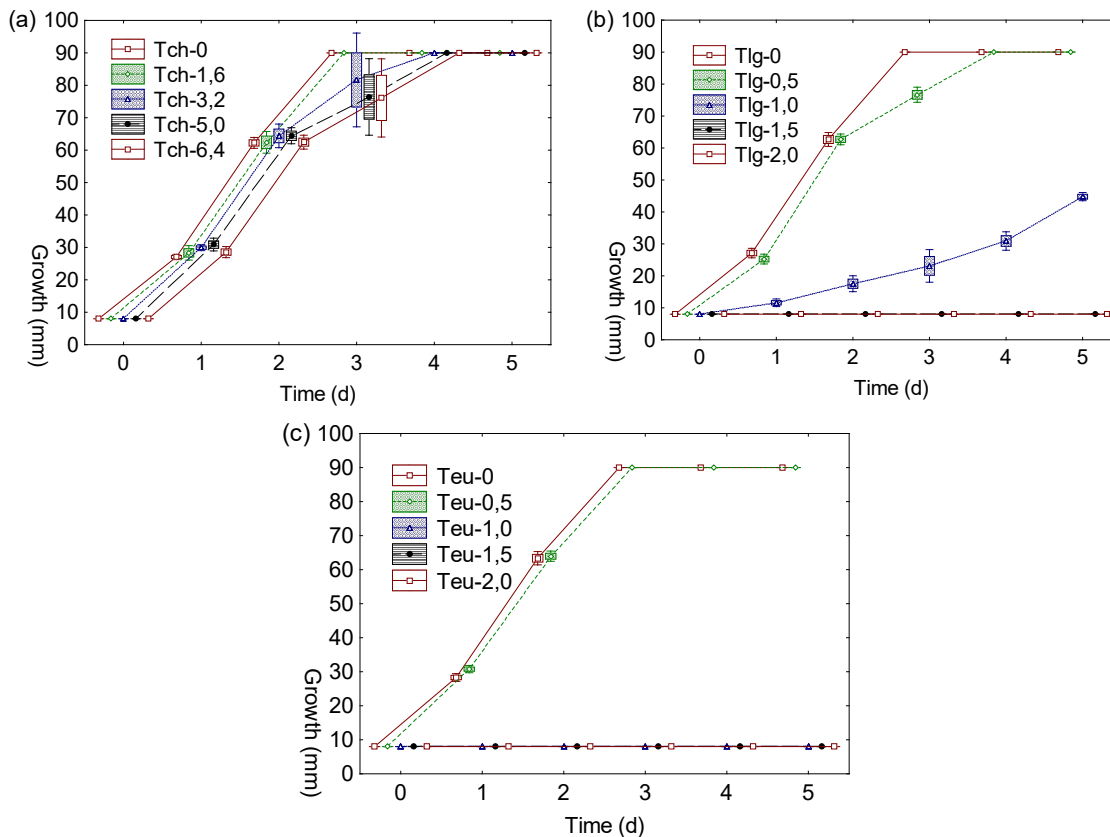 (a)
100
90
80
70
60
50
40
30
20
10
0
Growth (mm)
Tch-0
Tch-1,6
Tch-3,2
Tch-5,0
Tch-6,4
0 1 2 3 4 5
Time (d)
(b)
100
90
80
70
60
50
40
30
20
10
0
Growth (mm)
Tlg-0
Tlg-0,5
Tlg-1,0
Tlg-1,5
Tlg-2,0
0 1 2 3 4 5
Time (d)
(c)
100
90
80
70
60
50
40
30
20
10
0
Growth (mm)
Teu-0
Teu-0,5
Teu-1,0
Teu-1,5
Teu-2,0
0 1 2 3 4 5
Time (d)